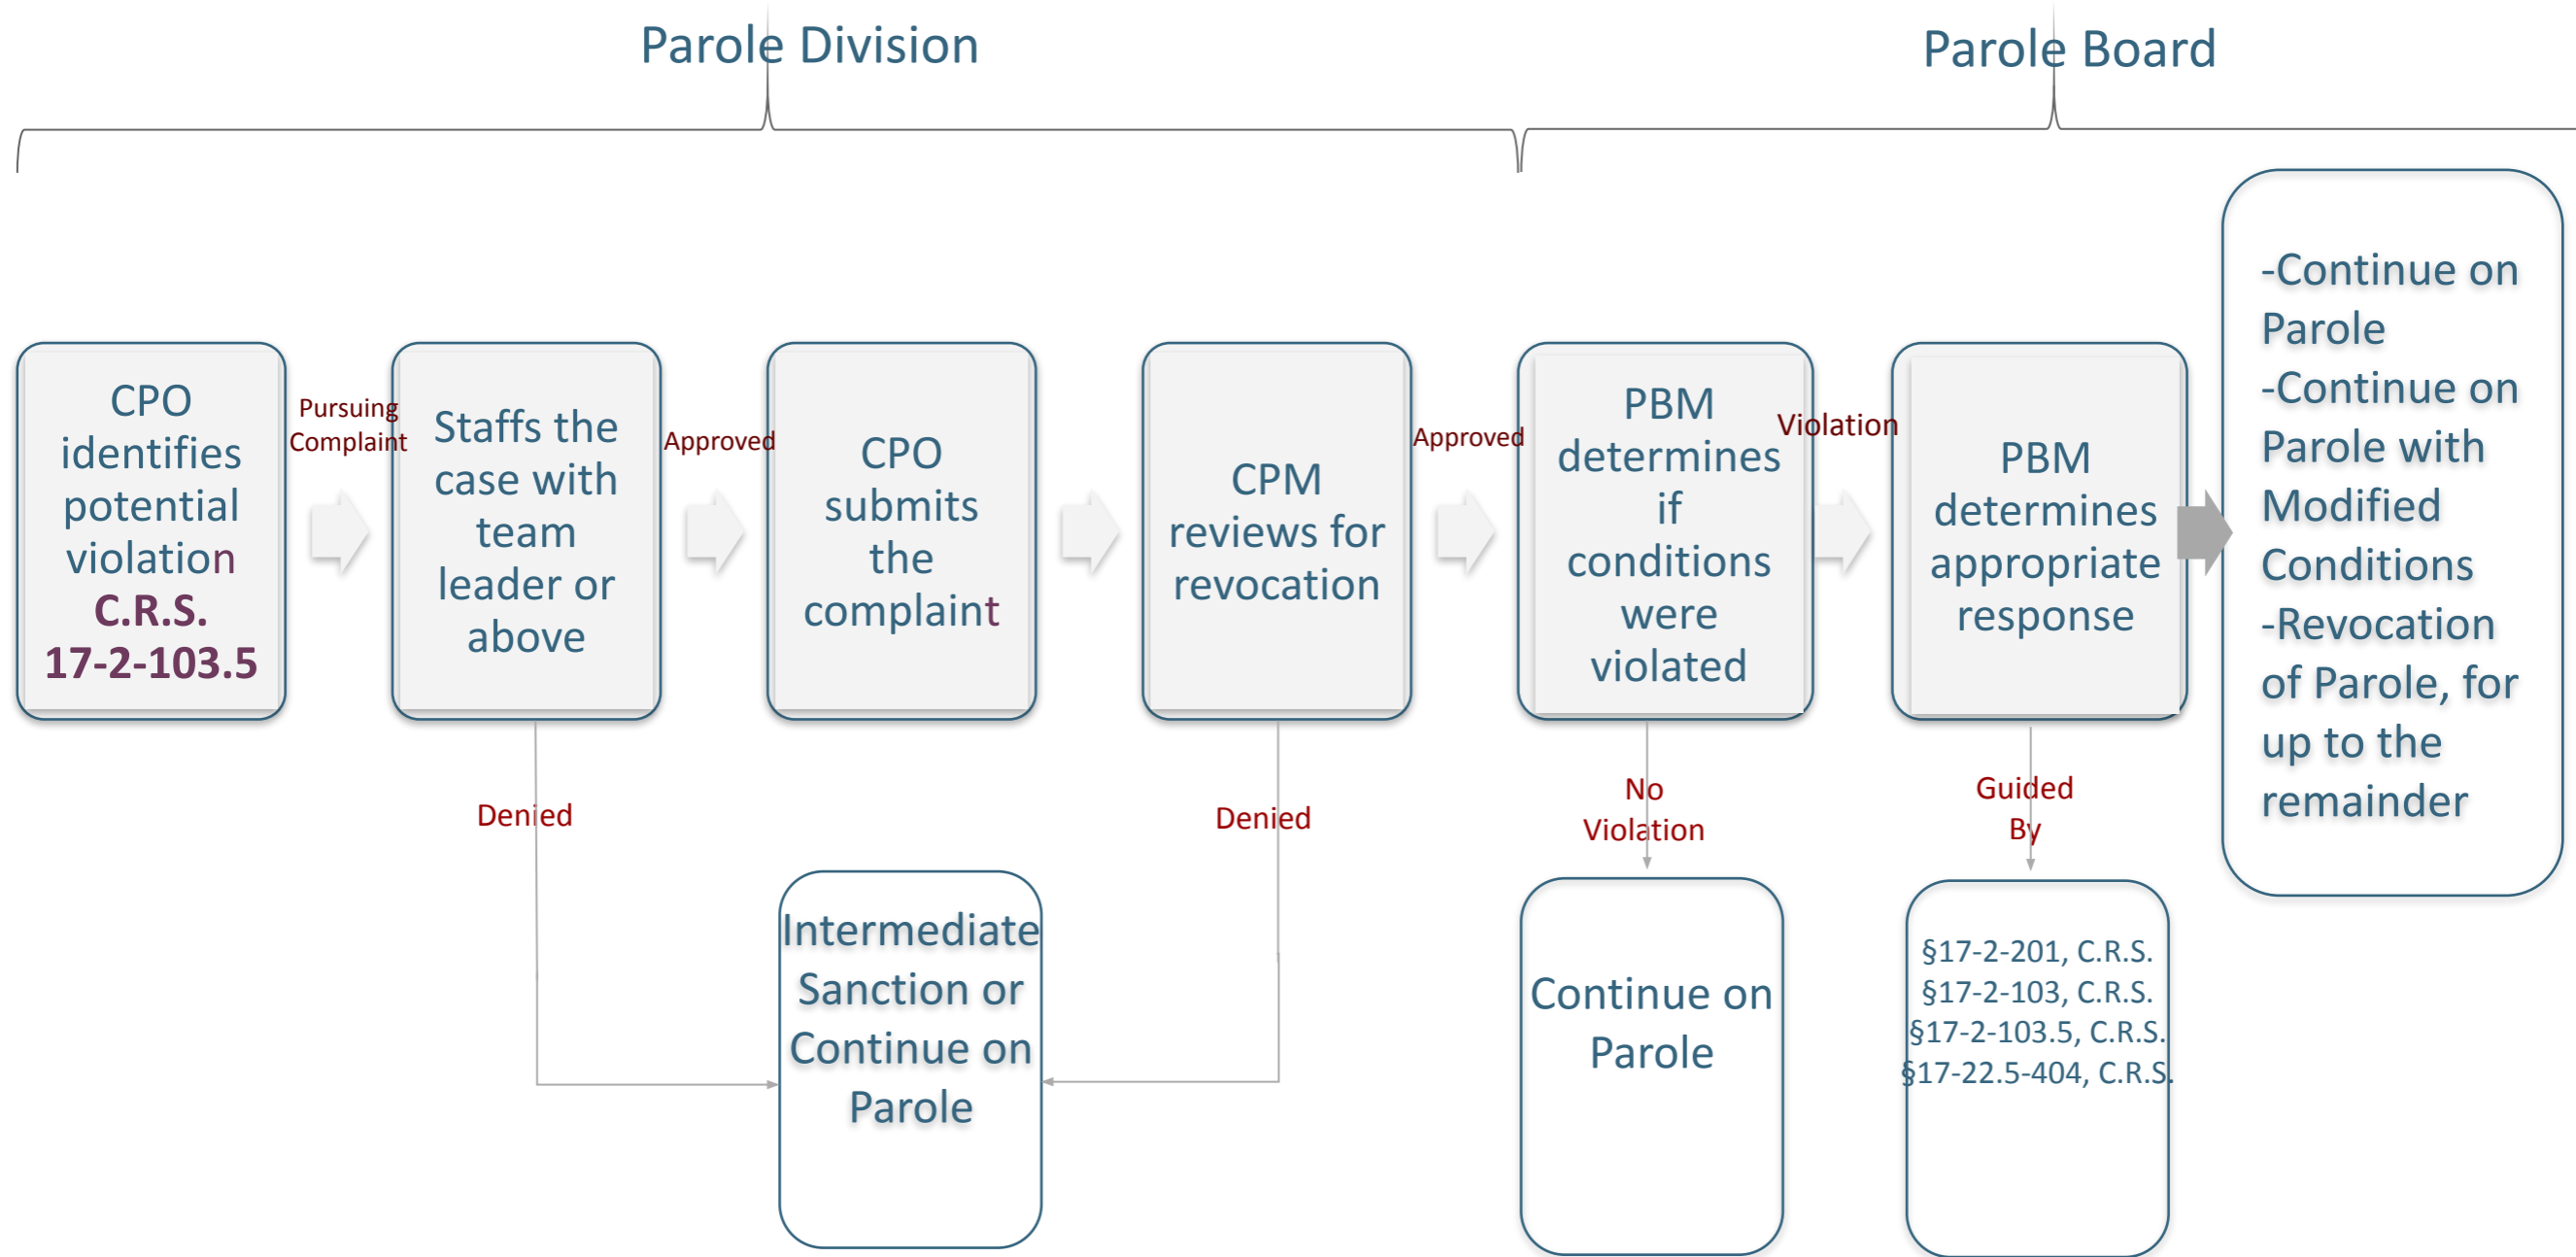 Parole Division
Parole Board
CPO
identifies
potential
violation
C.R.S.
17-2-103.5
Pursuing
Complaint
Staffs the
case with
team
leader or
above
Approved
CPO
submits
the
complaint
CPM
reviews for
revocation
Approved
PBM
determines
if
conditions
were
violated
Violation
PBM
determines
appropriate
response
-Continue on
Parole
-Continue on
Parole with
Modified
Conditions
-Revocation
of Parole, for
up to the
remainder
Denied
Denied
No
Violation
Guided
By
Intermediate
Sanction or
Continue on
Parole
Continue on
Parole
§17-2-201, C.R.S.
§17-2-103, C.R.S.
§17-2-103.5, C.R.S.
§17-22.5-404, C.R.S.